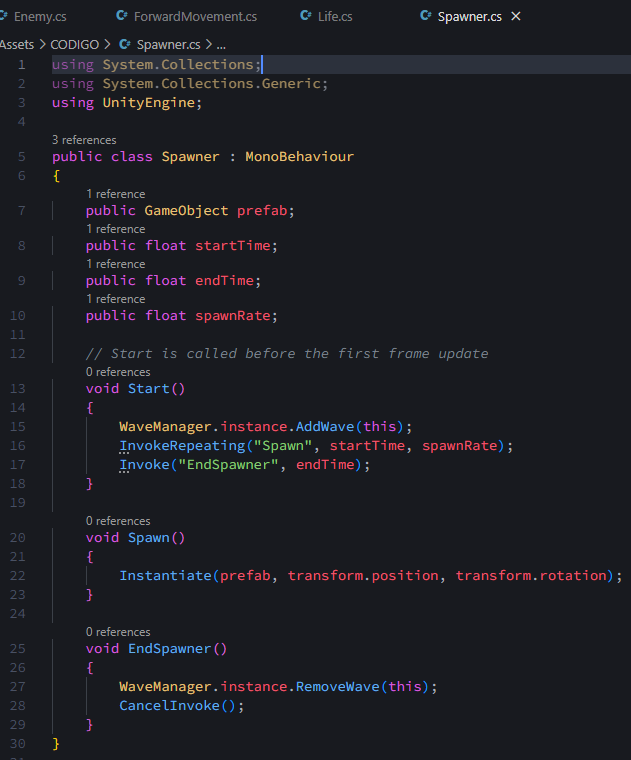 Enemy.cs
ForwardMovement.cs
Life.cs
Spawner.cs ×
Assets > CODIGO > Spawner.cs > ...
1 using System.Collections;
2 using System.Collections.Generic;
3 using UnityEngine;
4
3 references
5 public class Spawner : MonoBehaviour
6 {
1 reference
7 public GameObject prefab;
1 reference
8 public float startTime;
1 reference
9 public float endTime;
1 reference
10 public float spawnRate;
11
12 // Start is called before the first frame update
0 references
13 void Start()
14 {
15 WaveManager.instance.AddWave(this);
16 InvokeRepeating("Spawn", startTime, spawnRate);
17 Invoke("EndSpawner", endTime);
18 }
19
0 references
20 void Spawn()
21 {
22 Instantiate(prefab, transform.position, transform.rotation);
23 }
24
0 references
25 void EndSpawner()
26 {
27 WaveManager.instance.RemoveWave(this);
28 CancelInvoke();
29 }
30 }